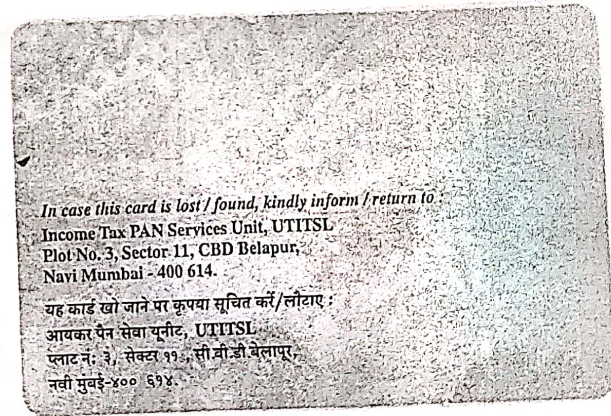 In case this card is lost / found, kindly inform / return to :
Income Tax PAN Services Unit, UTITSL
Plot No. 3, Sector 11, CBD Belapur,
Navi Mumbai - 400 614.
यह कार्ड खो जाने पर कृपया सूचित करें/लौटाए :
आयकर पैन सेवा यूनीट, UTITSL
प्लाट नं: ३, सेक्टर ११ , सी.वी.डी.बेलापूर,
नवी मुंबई-४०० ६१४.